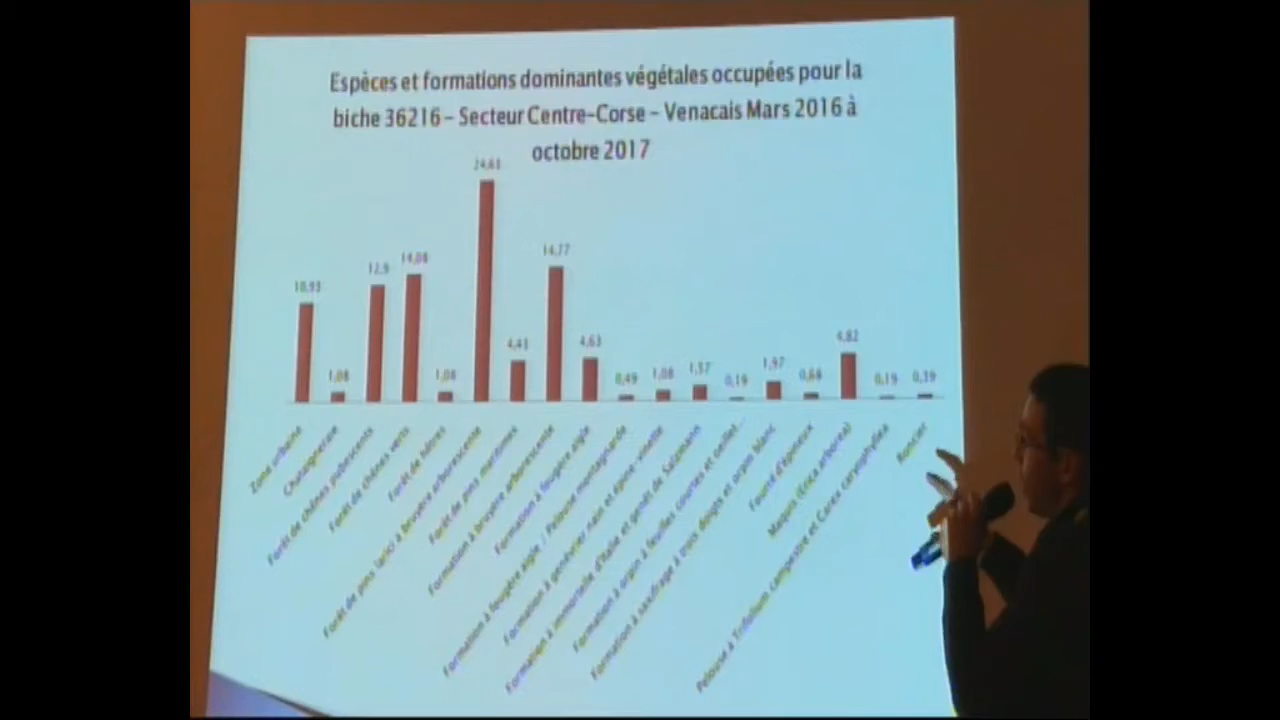 Espèces et formations dominantes végétales occupées pour la
biche 36216 – Secteur Centre-Corse – Venacais Mars 2016 à
octobre 2017
10,93
1,08
12,9
14,08
1,08
24,61
4,43
14,77
4,63
0,49
1,08
1,57
0,19
1,97
0,68
4,82
0,19
0,39
Zone urbaine
Chataigneraie
Forêt de chênes pubescents
Forêt de chênes verts
Forêt de hêtres
Forêt de pins laricio à bruyère arborescente
Forêt de pins maritimes
Formation à bruyère arborescente
Formation à fougère aigle
Formation à fougère aigle / Pelouse montagnarde
Formation à genévrier nain et épine-vinette
Formation à immortelle d'Italie et genêt de Salzmann
Formation à orpin à feuilles courtes et oeillet...
Formation à saxifrage à trois doigts et orpin blanc
Fourré d'épineux
Maquis (Erica arborea)
Pelouse à Trifolium campestre et Carex caryophyllea
Roncier